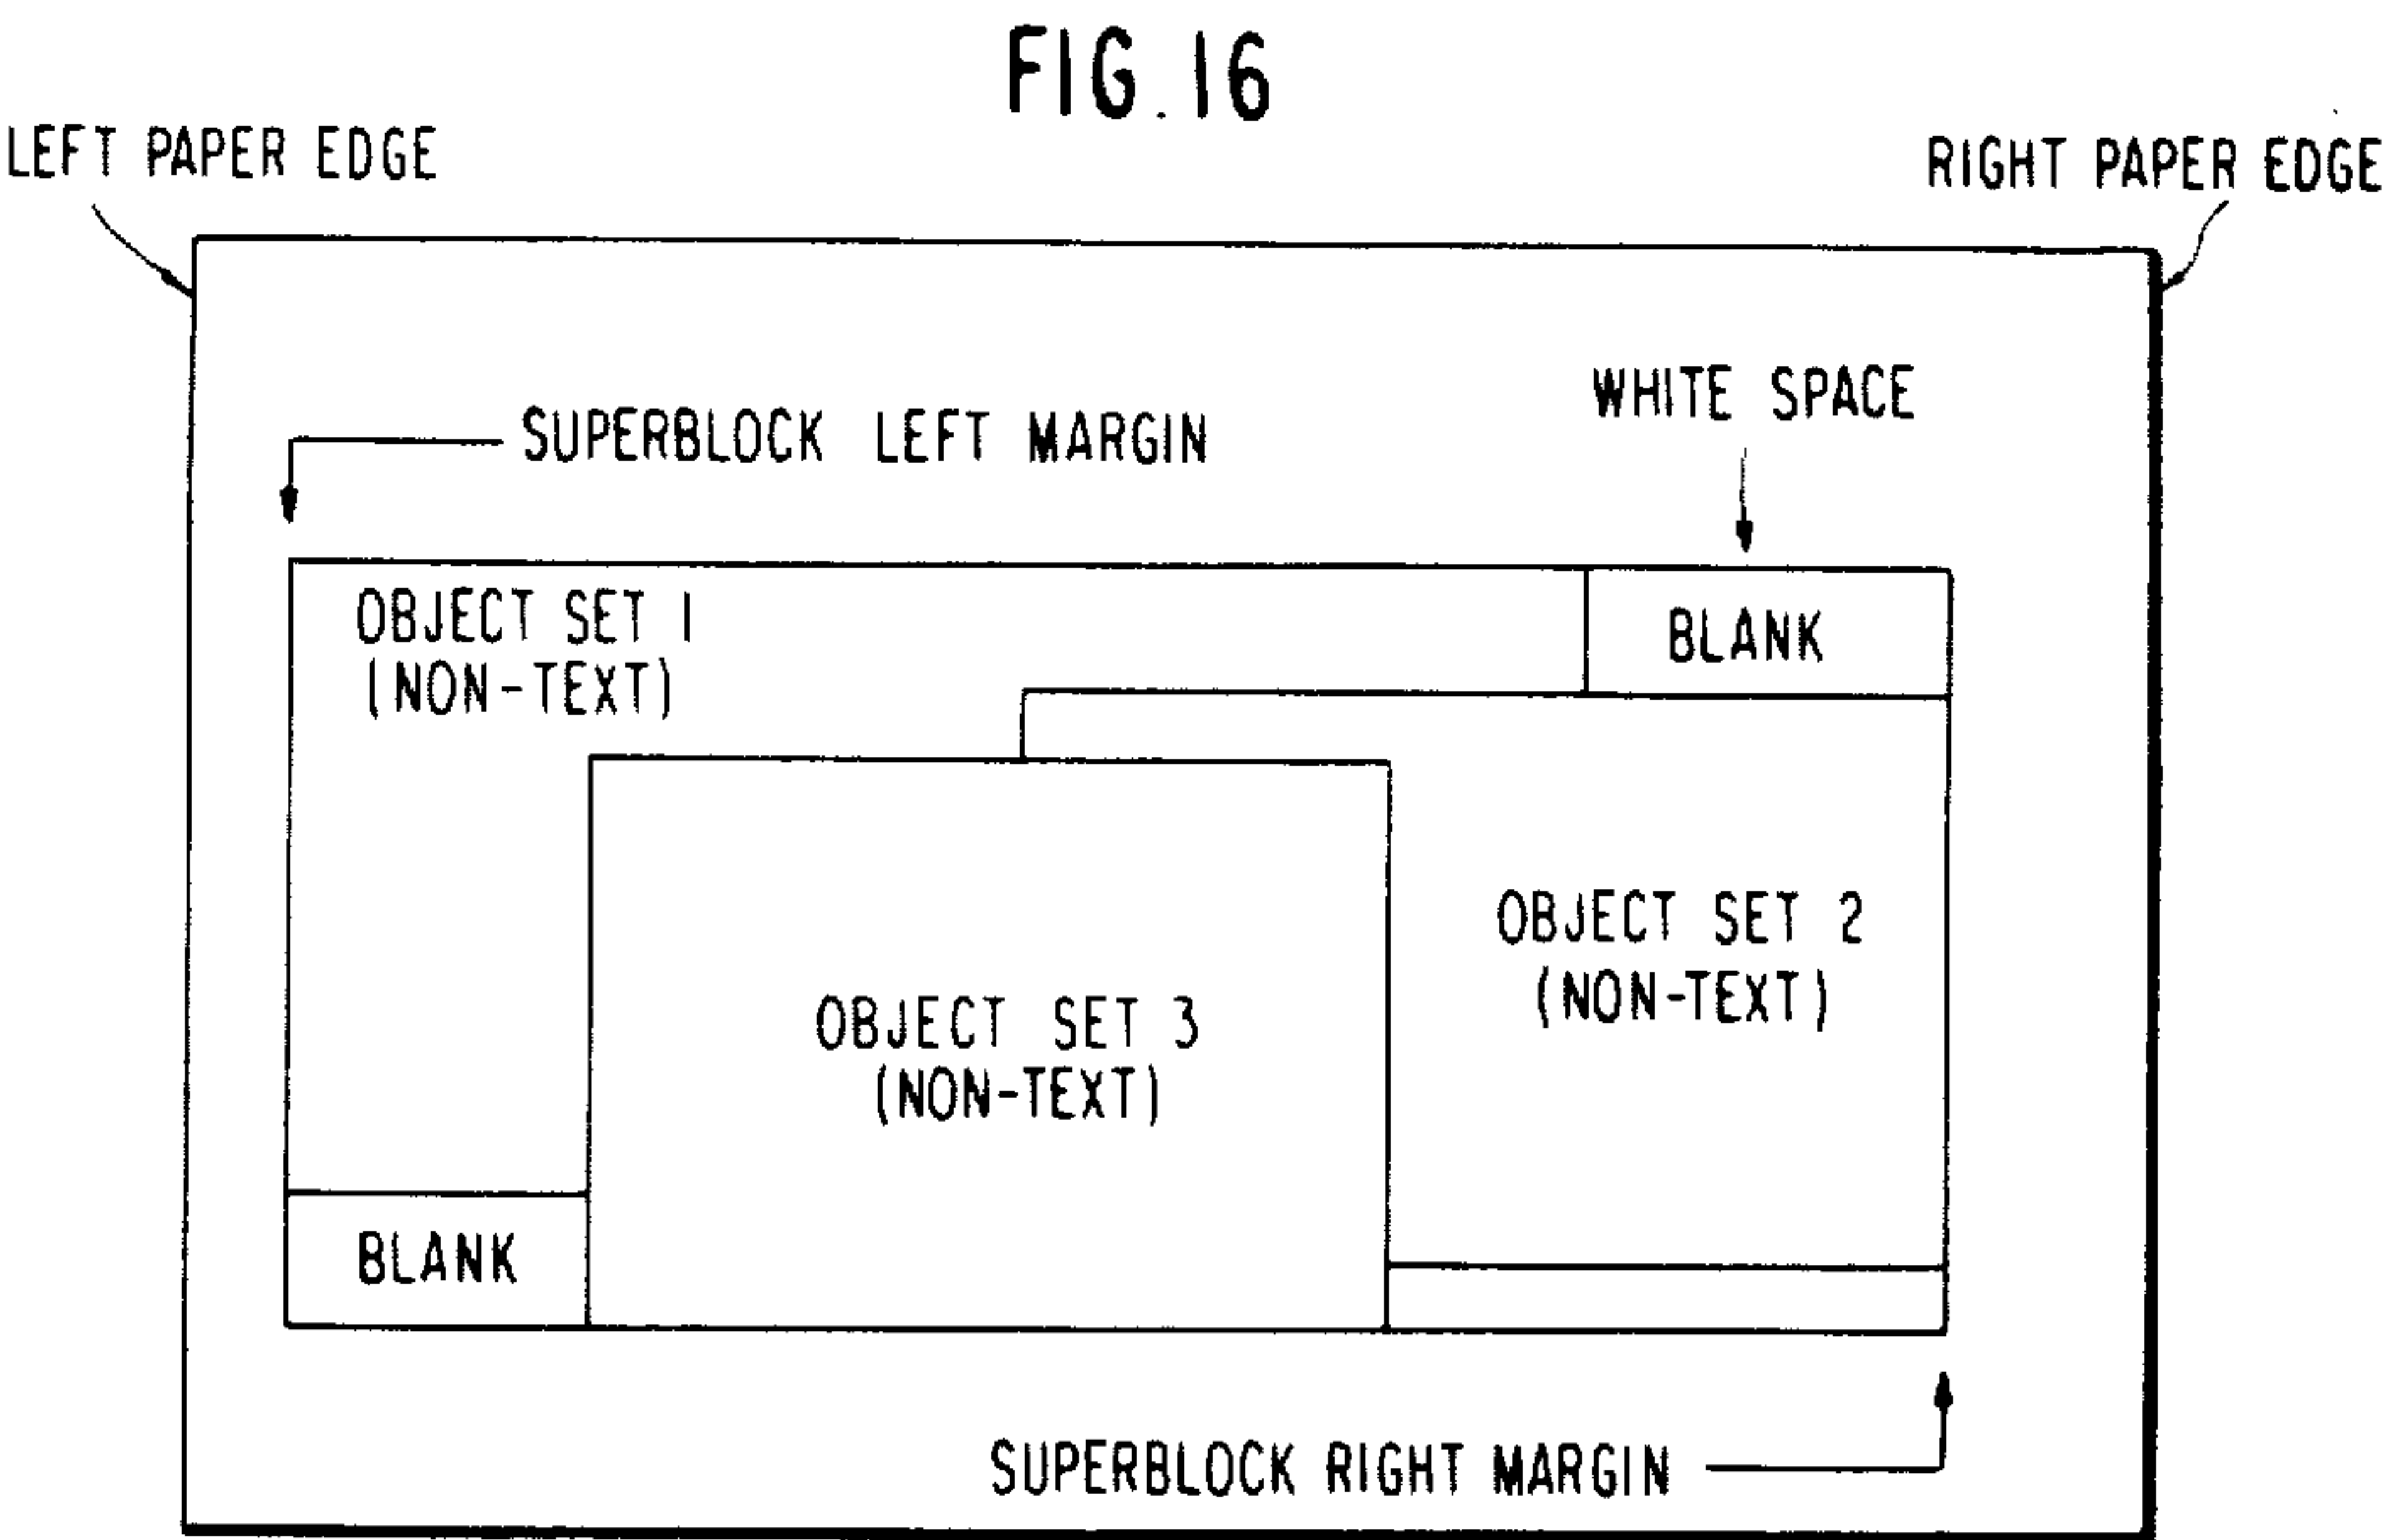 FIG. 16
LEFT PAPER EDGE
RIGHT PAPER EDGE
WHITE SPACE
SUPERBLOCK LEFT MARGIN
OBJECT SET 1
(NON-TEXT)
BLANK
OBJECT SET 2
(NON-TEXT)
OBJECT SET 3
(NON-TEXT)
BLANK
SUPERBLOCK RIGHT MARGIN